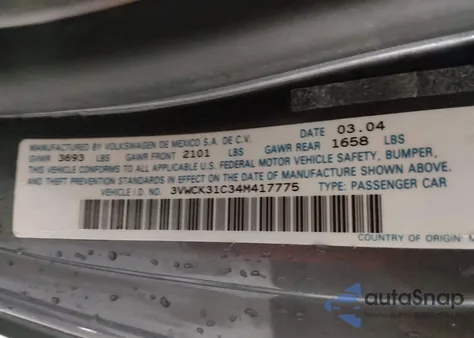 MANUFACTURED BY VOLKSWAGEN DE MEXICO S.A. DE C.V. DATE 03.04
GVWR 3693 LBS GAWR FRONT 2101 LBS GAWR REAR 1658 LBS
THIS VEHICLE CONFORMS TO ALL APPLICABLE U.S. FEDERAL MOTOR VEHICLE SAFETY, BUMPER,
AND THEFT PREVENTION STANDARDS IN EFFECT ON THE DATE OF MANUFACTURE SHOWN ABOVE.
VEHICLE I.D. NO. 3VWCK31C34M417775 TYPE: PASSENGER CAR
COUNTRY OF ORIGIN: M
autoSnap